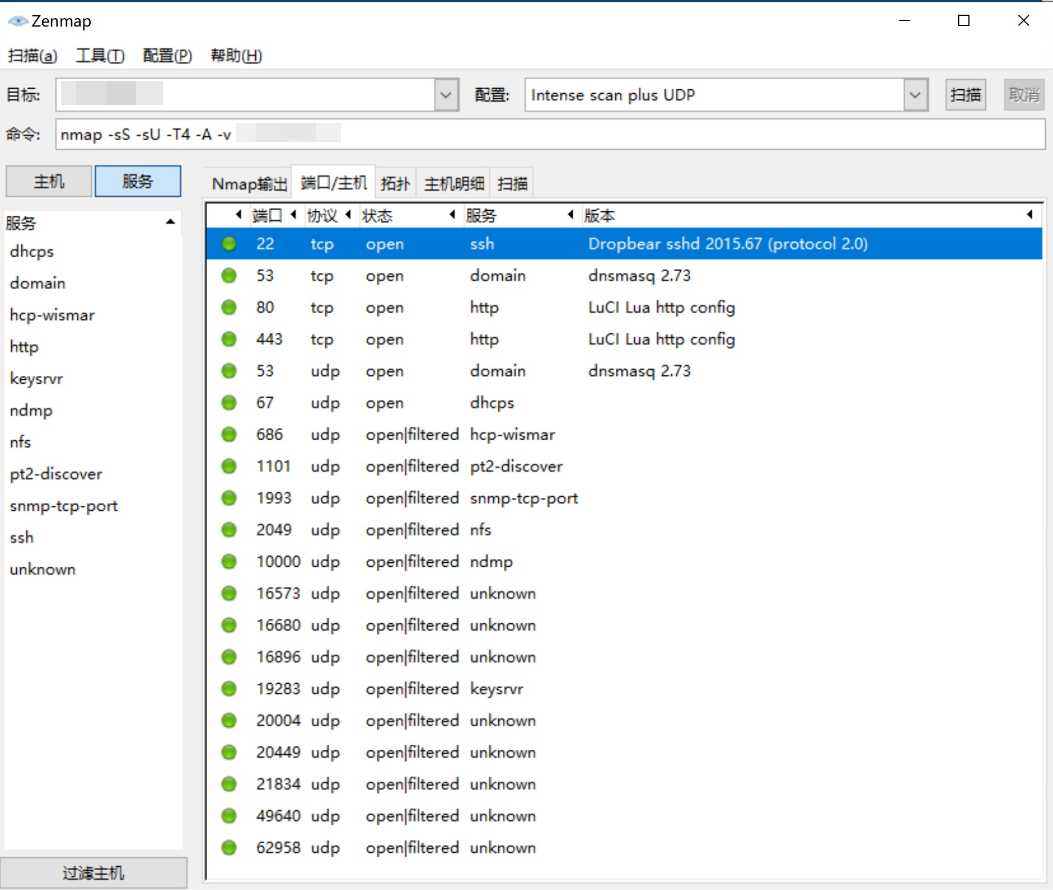 Zenmap
扫描(a) 工具(T) 配置(P) 帮助(H)
目标: 配置: Intense scan plus UDP 扫描 取消
命令: nmap -sS -sU -T4 -A -v
主机 服务 Nmap输出 端口/主机 拓扑 主机明细 扫描
服务
dhcps
domain
hcp-wismar
http
keysrvr
ndmp
nfs
pt2-discover
snmp-tcp-port
ssh
unknown
过滤主机
端口 协议 状态 服务 版本
22 tcp open ssh Dropbear sshd 2015.67 (protocol 2.0)
53 tcp open domain dnsmasq 2.73
80 tcp open http LuCI Lua http config
443 tcp open http LuCI Lua http config
53 udp open domain dnsmasq 2.73
67 udp open dhcps
686 udp open|filtered hcp-wismar
1101 udp open|filtered pt2-discover
1993 udp open|filtered snmp-tcp-port
2049 udp open|filtered nfs
10000 udp open|filtered ndmp
16573 udp open|filtered unknown
16680 udp open|filtered unknown
16896 udp open|filtered unknown
19283 udp open|filtered keysrvr
20004 udp open|filtered unknown
20449 udp open|filtered unknown
21834 udp open|filtered unknown
49640 udp open|filtered unknown
62958 udp open|filtered unknown